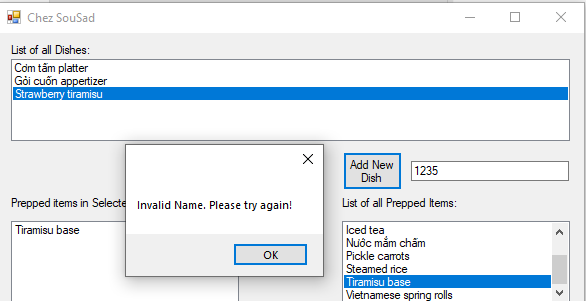 Chez SouSad
List of all Dishes:
Cơm tấm platter
Gỏi cuốn appertizer
Strawberry tiramisu
Add New
Dish
1235
Invalid Name. Please try again!
OK
Prepped items in Selecte
Tiramisu base
List of all Prepped Items:
Iced tea
Nước mắm chấm
Pickle carrots
Steamed rice
Tiramisu base
Vietnamese spring rolls